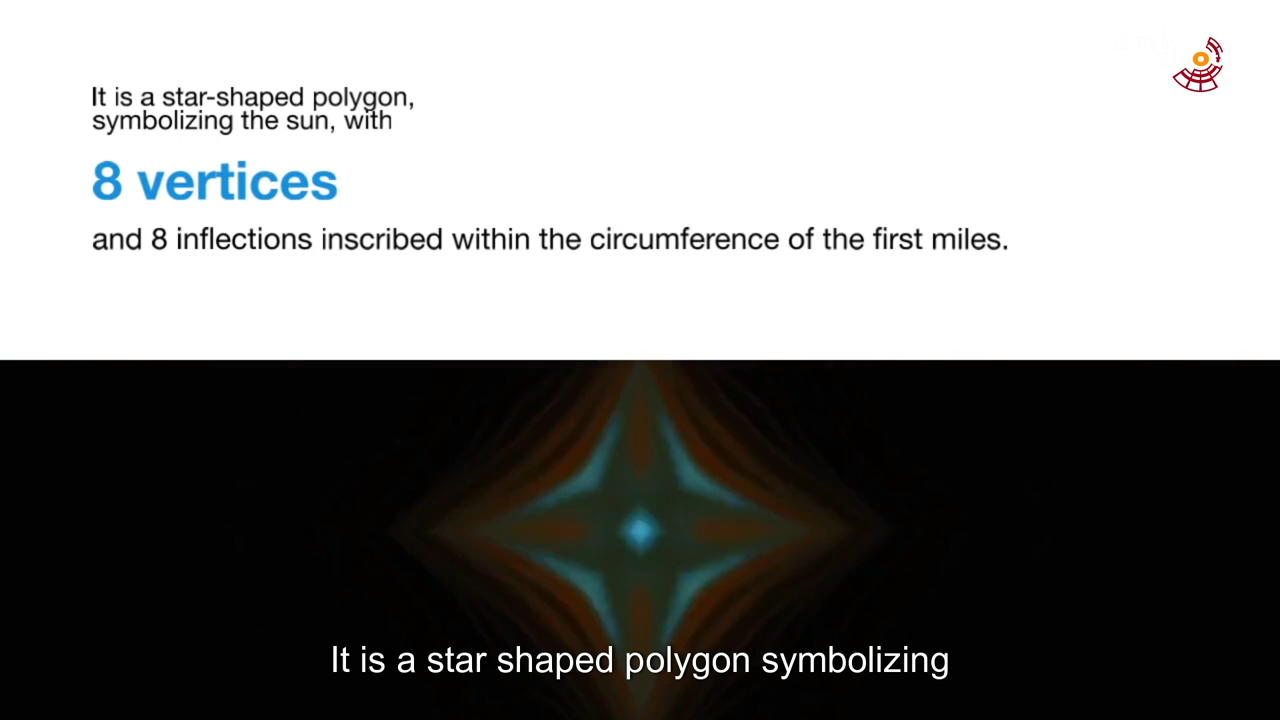 It is a star-shaped polygon,
symbolizing the sun, with
8 vertices
and 8 inflections inscribed within the circumference of the first miles.
It is a star shaped polygon symbolizing